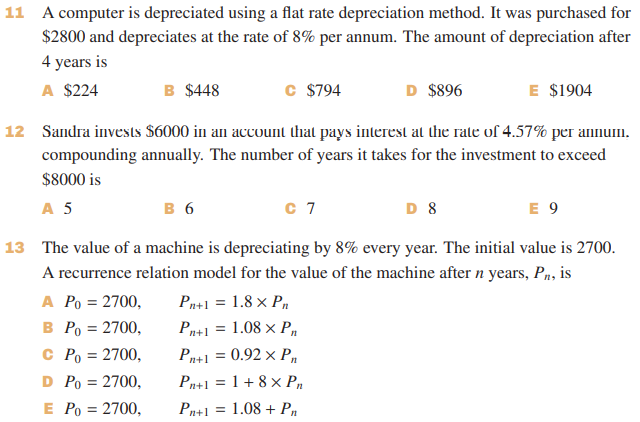 11 A computer is depreciated using a flat rate depreciation method. It was purchased for
$2800 and depreciates at the rate of 8% per annum. The amount of depreciation after
4 years is
A $224 B $448 C $794 D $896 E $1904
12 Sandra invests $6000 in an account that pays interest at the rate of 4.57% per annum,
compounding annually. The number of years it takes for the investment to exceed
$8000 is
A 5 B 6 C 7 D 8 E 9
13 The value of a machine is depreciating by 8% every year. The initial value is 2700.
A recurrence relation model for the value of the machine after n years, Pₙ, is
A P₀ = 2700, Pₙ₊₁ = 1.8 × Pₙ
B P₀ = 2700, Pₙ₊₁ = 1.08 × Pₙ
C P₀ = 2700, Pₙ₊₁ = 0.92 × Pₙ
D P₀ = 2700, Pₙ₊₁ = 1 + 8 × Pₙ
E P₀ = 2700, Pₙ₊₁ = 1.08 + Pₙ